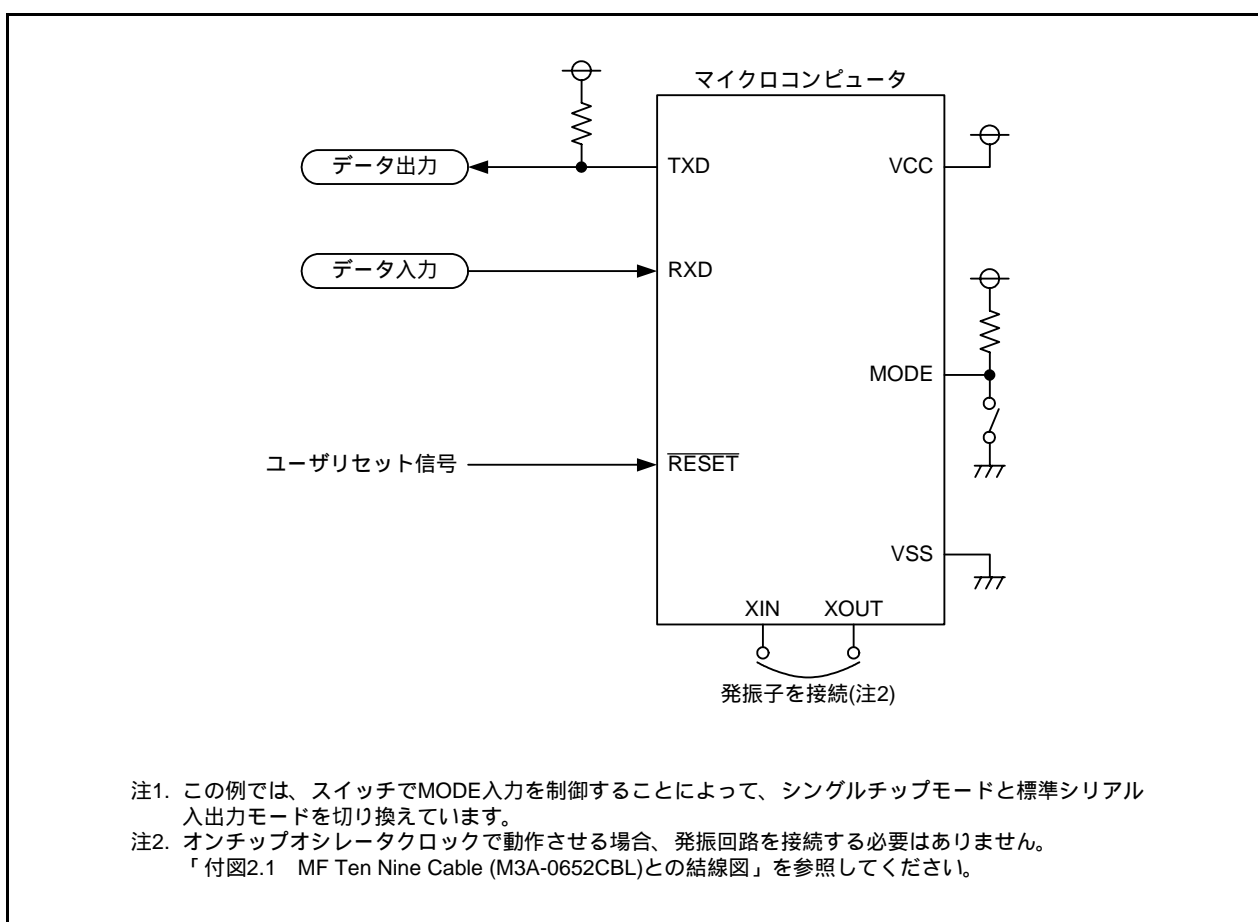 マイクロコンピュータ
データ出力
TXD
VCC
データ入力
RXD
MODE
ユーザリセット信号
RESET
VSS
XIN XOUT
発振子を接続(注2)
注1. この例では、スイッチでMODE入力を制御することによって、シングルチップモードと標準シリアル
入出力モードを切り換えています。
注2. オンチップオシレータクロックで動作させる場合、発振回路を接続する必要はありません。
「付図2.1 MF Ten Nine Cable (M3A-0652CBL)との結線図」を参照してください。